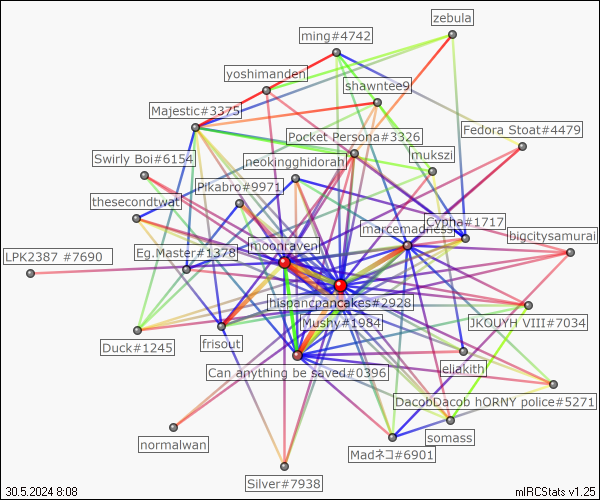 zebula
ming#4742
yoshimanden
shawntee9
Majestic#3375
Pocket Persona#3326
Fedora Stoat#4479
Swirly Boi#6154
neokingghidorah
mukszi
Pikabro#9971
thesecondtwat
Cypha#1717
marcemadness
bigcitysamurai
moonraven
Eg.Master#1378
LPK2387 #7690
hispancpancakes#2928
Mushy#1984
JKOUYH VIII#7034
Duck#1245
frisout
Can anything be saved#0396
eliakith
DacobDacob hORNY police#5271
normalwan
somass
Madネコ#6901
Silver#7938
30.5.2024 8:08
mIRCStats v1.25